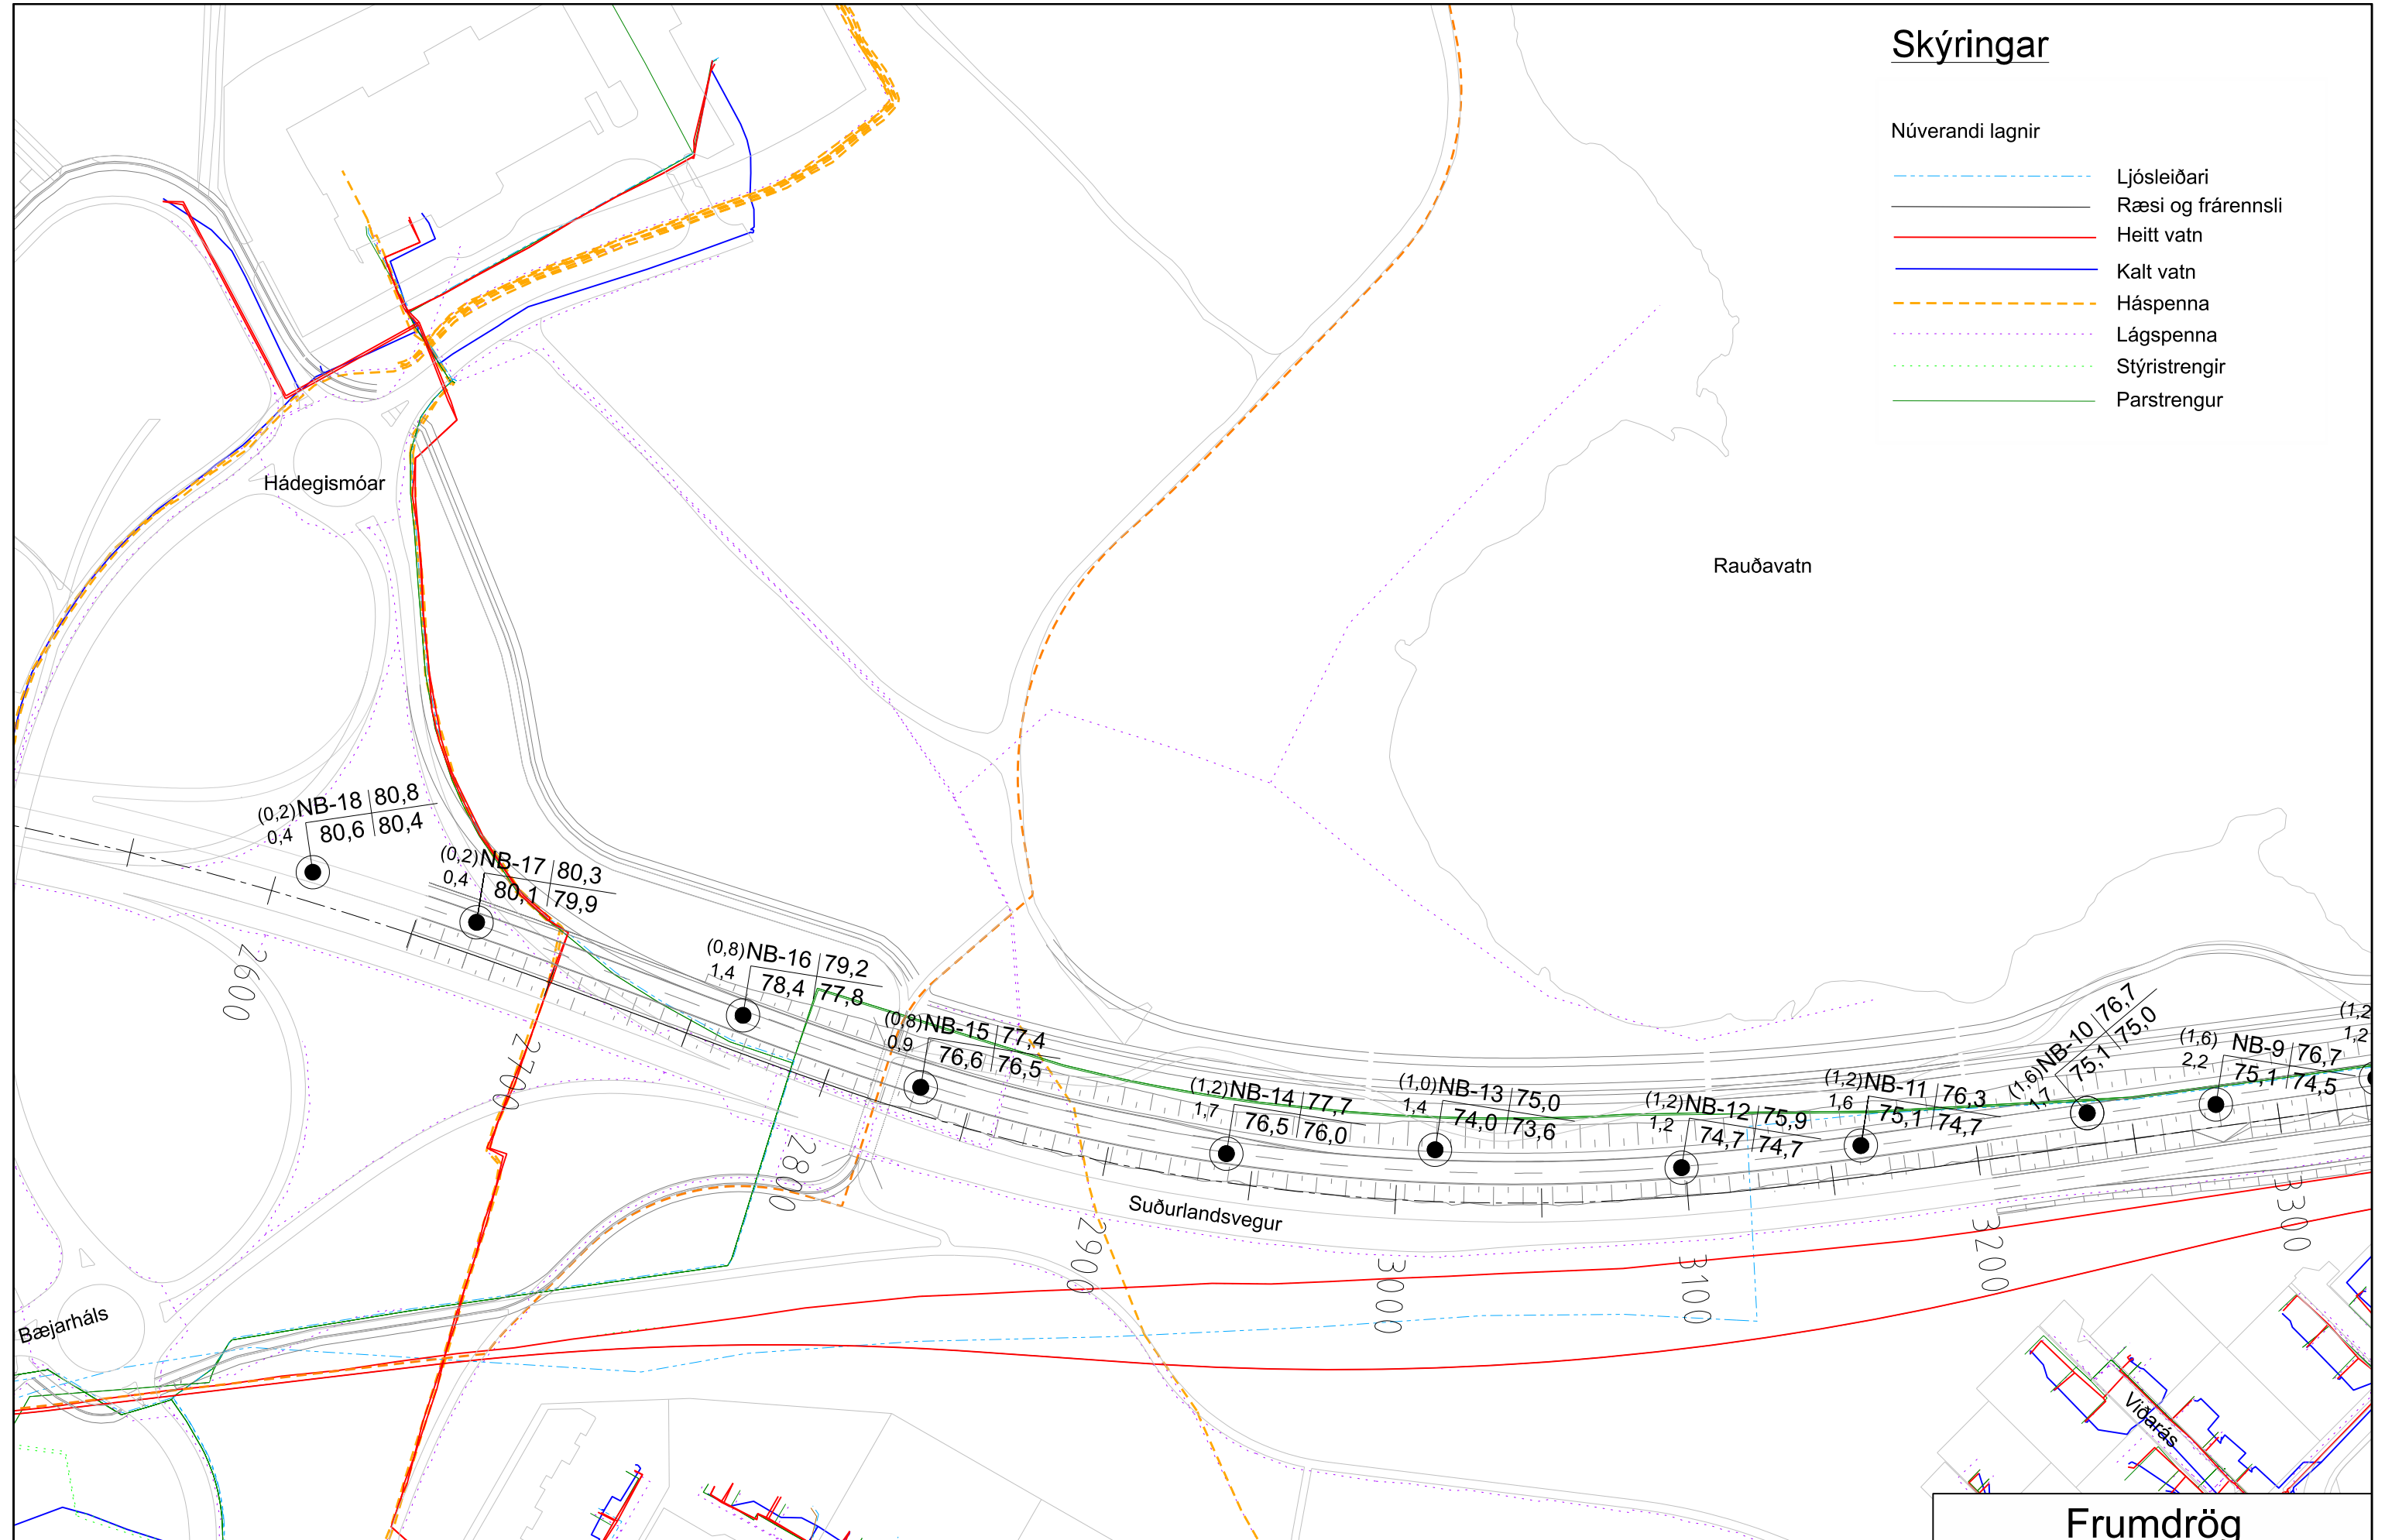 Skýringar
Núverandi lagnir
Ljósleiðari
Ræsi og frárennsli
Heitt vatn
Kalt vatn
Háspenna
Lágspenna
Stýristrengir
Parstrengur
Hádegismóar
Rauðavatn
(0,2) NB-18 80,8
0,4 80,6 80,4
(0,2) NB-17 80,3
0,4 80,1 79,9
(0,8) NB-16 79,2
1,4 78,4 77,8
(0,8) NB-15 77,4
0,9 76,6 76,5
(1,2) NB-14 77,7
1,7 76,5 76,0
(1,0) NB-13 75,0
1,4 74,0 73,6
(1,2) NB-12 75,9
1,2 74,7 74,7
(1,2) NB-11 76,3
1,6 75,1 74,7
(1,6) NB-10 76,7
1,7 75,1 75,0
(1,6) NB-9 76,7
2,2 75,1 74,5
(1,2
1,2
2600
2700
2800
2900
3000
3100
3200
3300
Suðurlandsvegur
Bæjarháls
Viðarás
Frumdrög